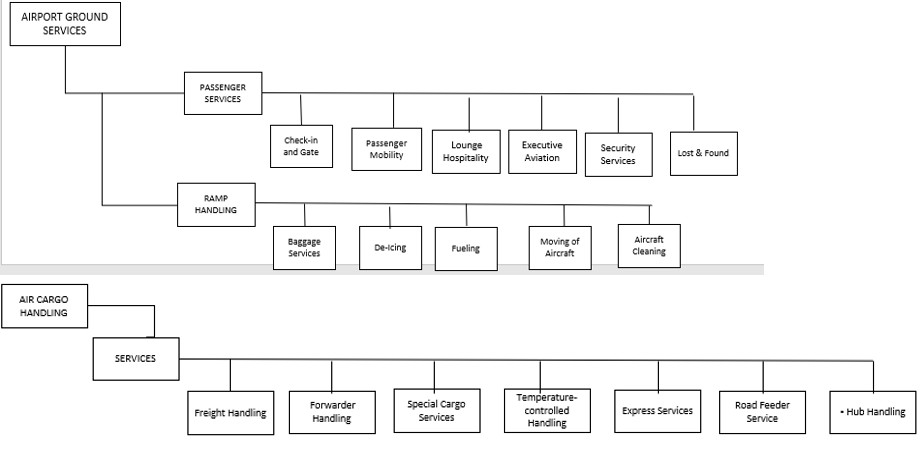 AIRPORT GROUND
SERVICES
PASSENGER
SERVICES
Check-in
and Gate
Passenger
Mobility
Lounge
Hospitality
Executive
Aviation
Security
Services
Lost & Found
RAMP
HANDLING
Baggage
Services
De-Icing
Fueling
Moving of
Aircraft
Aircraft
Cleaning
AIR CARGO
HANDLING
SERVICES
Freight Handling
Forwarder
Handling
Special Cargo
Services
Temperature-
controlled
Handling
Express Services
Road Feeder
Service
• Hub Handling